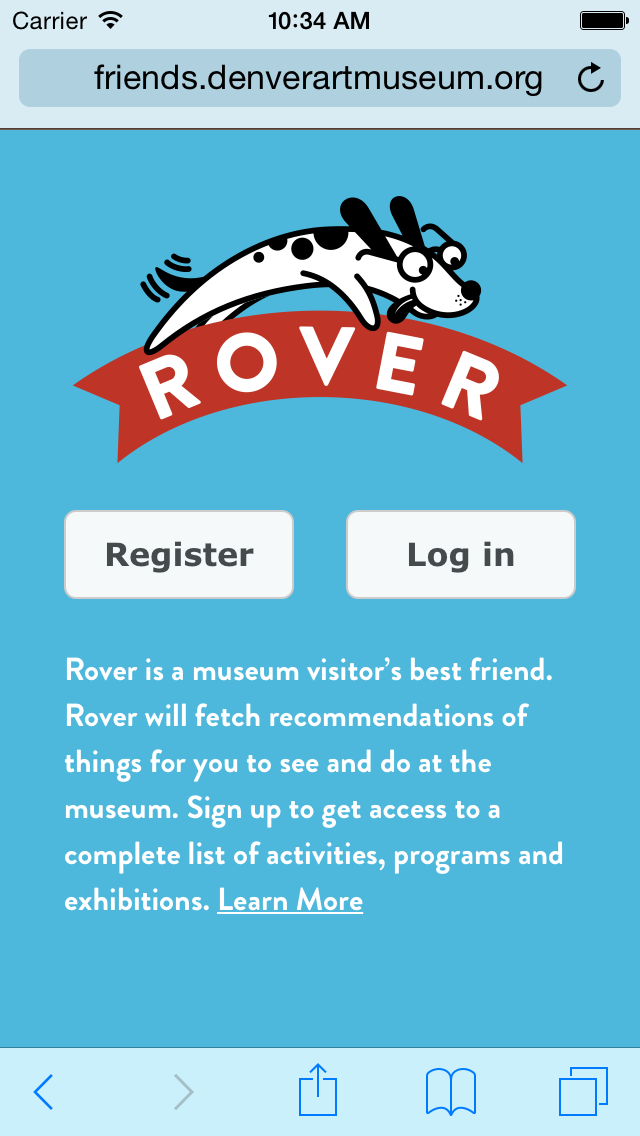 Carrier 10:34 AM
friends.denverartmuseum.org
ROVER
Register Log in
Rover is a museum visitor’s best friend.
Rover will fetch recommendations of
things for you to see and do at the
museum. Sign up to get access to a
complete list of activities, programs and
exhibitions. Learn More